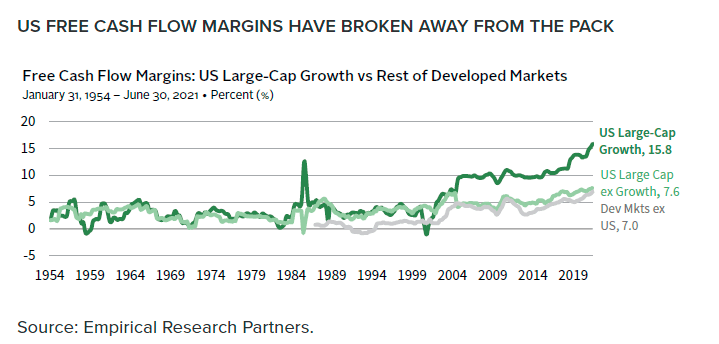 US FREE CASH FLOW MARGINS HAVE BROKEN AWAY FROM THE PACK
Free Cash Flow Margins: US Large-Cap Growth vs Rest of Developed Markets
January 31, 1954 – June 30, 2021 • Percent (%)
20
15
10
5
0
-5
US Large-Cap
Growth, 15.8
US Large Cap
ex Growth, 7.6
Dev Mkts ex
US, 7.0
1954 1959 1964 1969 1974 1979 1984 1989 1994 1999 2004 2009 2014 2019
Source: Empirical Research Partners.